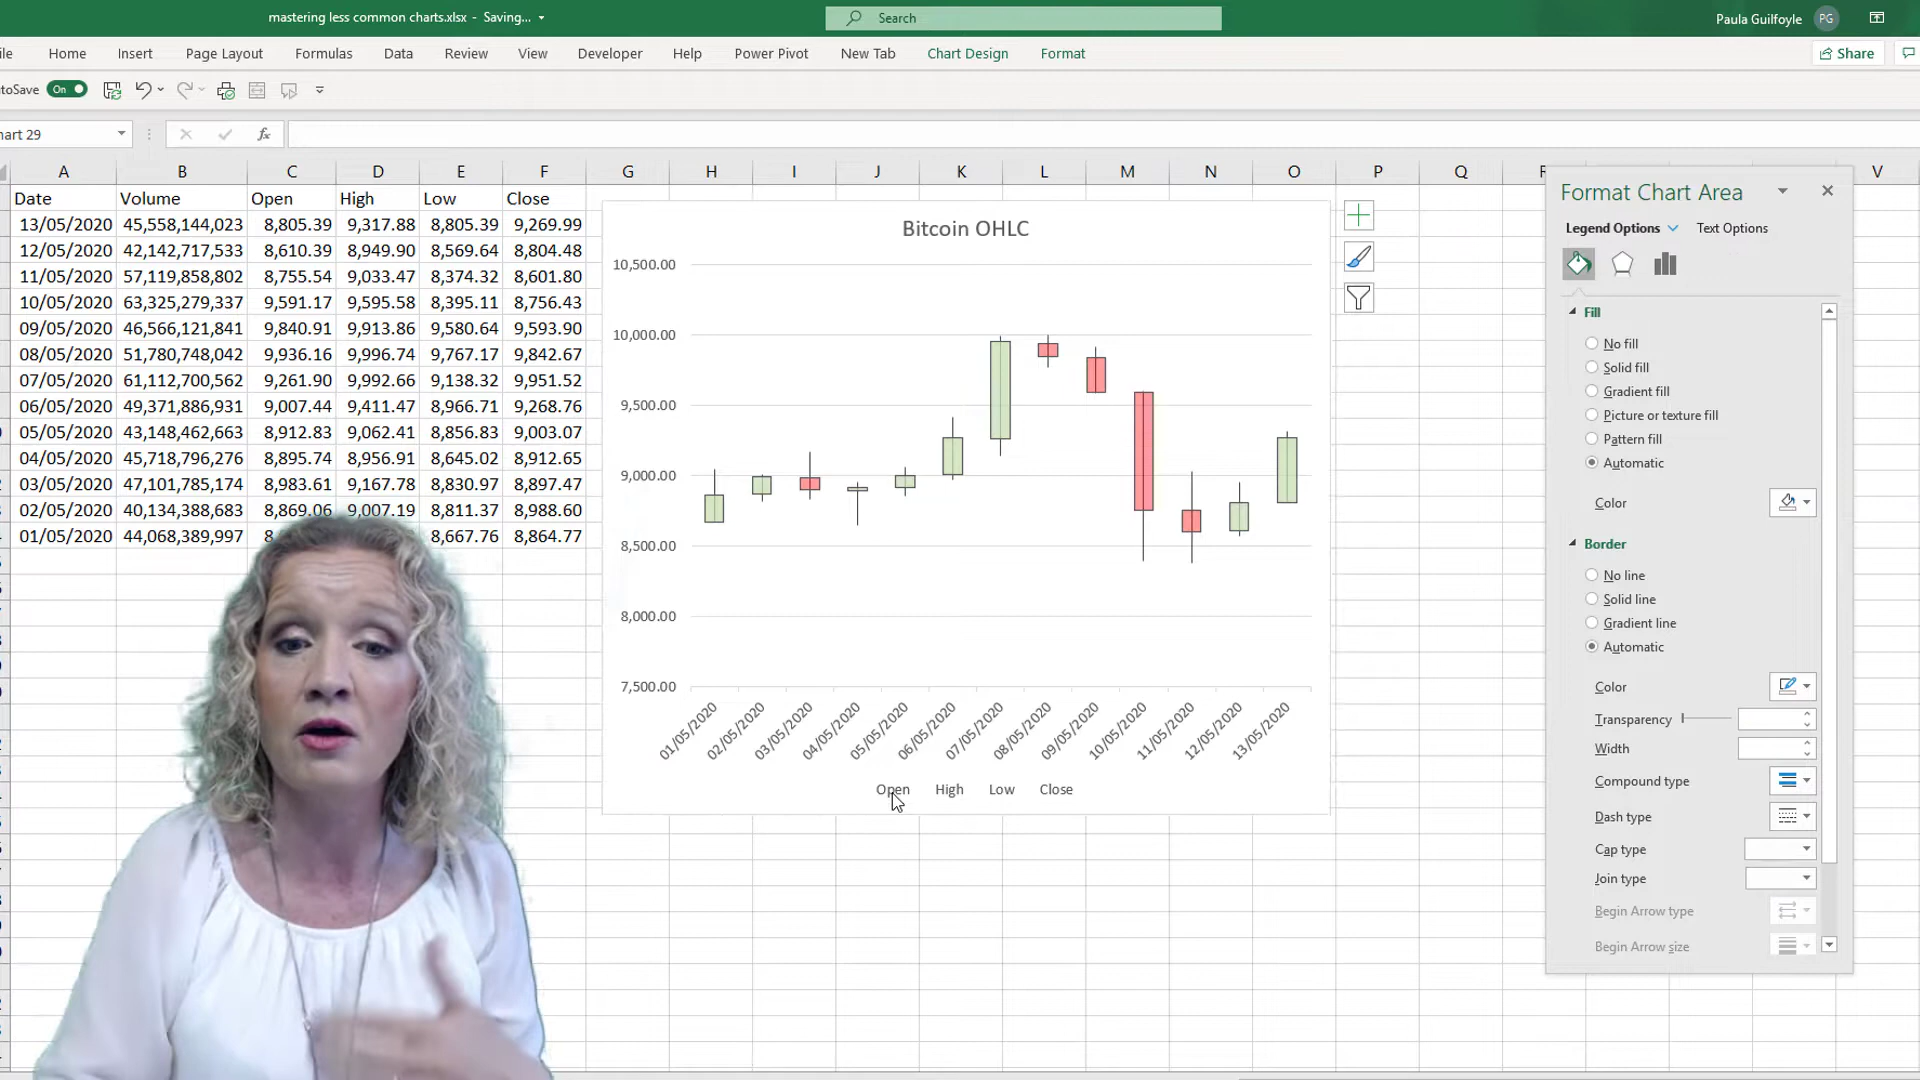 mastering less common charts.xlsx - Saving...
Search
Paula Guilfoyle PG
Home Insert Page Layout Formulas Data Review View Developer Help Power Pivot New Tab Chart Design Format Share
On
29
fx
A B C D E F G H I J K L M N O P Q V
Date Volume Open High Low Close
13/05/2020 45,558,144,023 8,805.39 9,317.88 8,805.39 9,269.99
12/05/2020 42,142,717,533 8,610.39 8,949.90 8,569.64 8,804.48
11/05/2020 57,119,858,802 8,755.54 9,033.47 8,374.32 8,601.80
10/05/2020 63,325,279,337 9,591.17 9,595.58 8,395.11 8,756.43
09/05/2020 46,566,121,841 9,840.91 9,913.86 9,580.64 9,593.90
08/05/2020 51,780,748,042 9,936.16 9,996.74 9,767.17 9,842.67
07/05/2020 61,112,700,562 9,261.90 9,992.66 9,138.32 9,951.52
06/05/2020 49,371,886,931 9,007.44 9,411.47 8,966.71 9,268.76
05/05/2020 43,148,462,663 8,912.83 9,062.41 8,856.83 9,003.07
04/05/2020 45,718,796,276 8,895.74 8,956.91 8,645.02 8,912.65
03/05/2020 47,101,785,174 8,983.61 9,167.78 8,830.97 8,897.47
02/05/2020 40,134,388,683 8,869.06 9,007.19 8,811.37 8,988.60
01/05/2020 44,068,389,997 8,667.76 8,864.77
Bitcoin OHLC
10,500.00
10,000.00
9,500.00
9,000.00
8,500.00
8,000.00
7,500.00
01/05/2020 02/05/2020 03/05/2020 04/05/2020 05/05/2020 06/05/2020 07/05/2020 08/05/2020 09/05/2020 10/05/2020 11/05/2020 12/05/2020 13/05/2020
Open High Low Close
Format Chart Area
Legend Options Text Options
Fill
No fill
Solid fill
Gradient fill
Picture or texture fill
Pattern fill
Automatic
Color
Border
No line
Solid line
Gradient line
Automatic
Color
Transparency
Width
Compound type
Dash type
Cap type
Join type
Begin Arrow type
Begin Arrow size